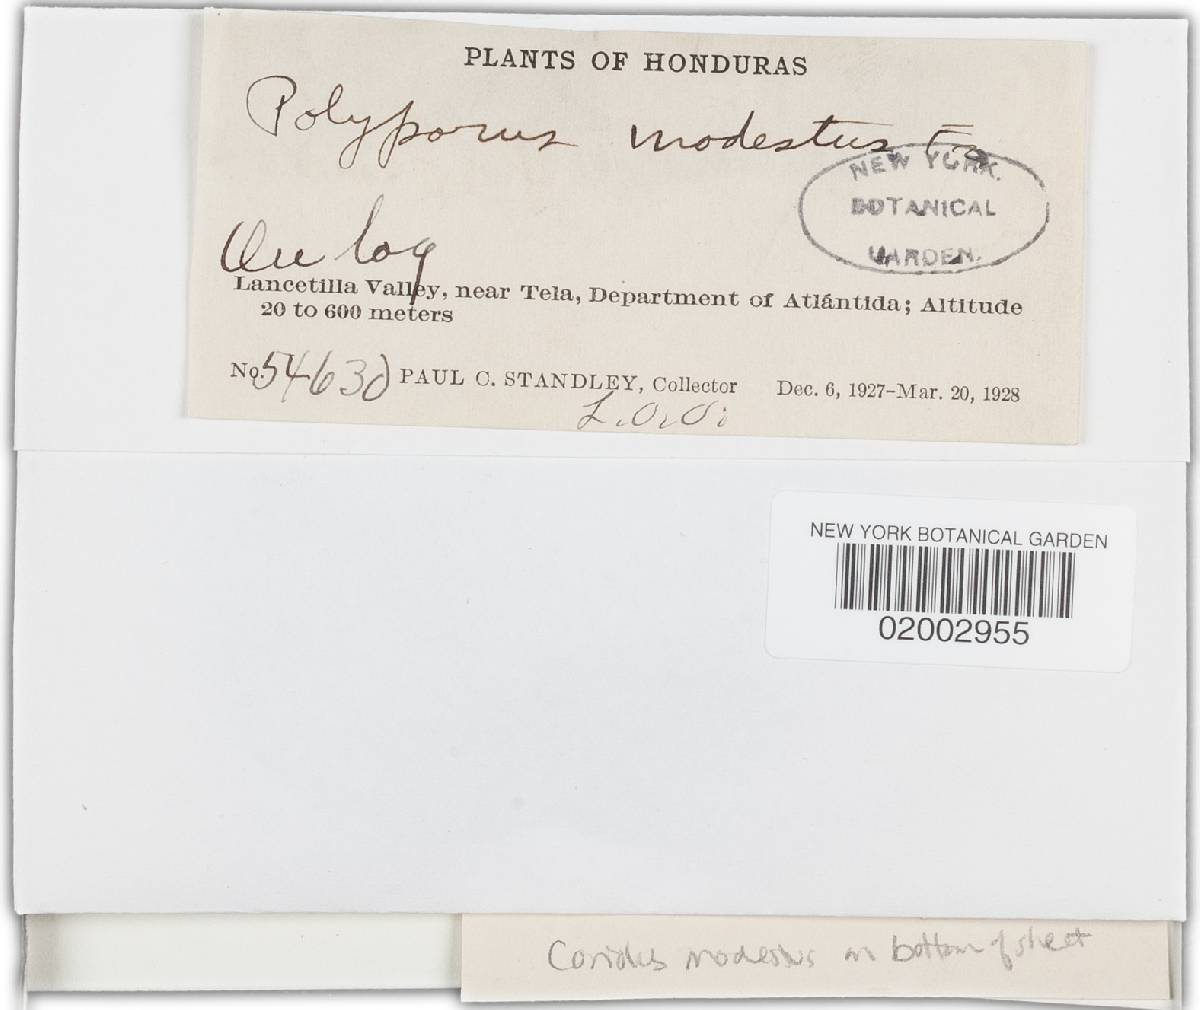 PLANTS OF HONDURAS
Polyporus modestus Fr.
NEW YORK
BOTANICAL
GARDEN.
On log
Lancetilla Valley, near Tela, Department of Atlántida; Altitude
20 to 600 meters
No. 54630 PAUL C. STANDLEY, Collector Dec. 6, 1927–Mar. 20, 1928
L.O.O.
NEW YORK BOTANICAL GARDEN
02002955
Coriolus modestus on bottom of sheet